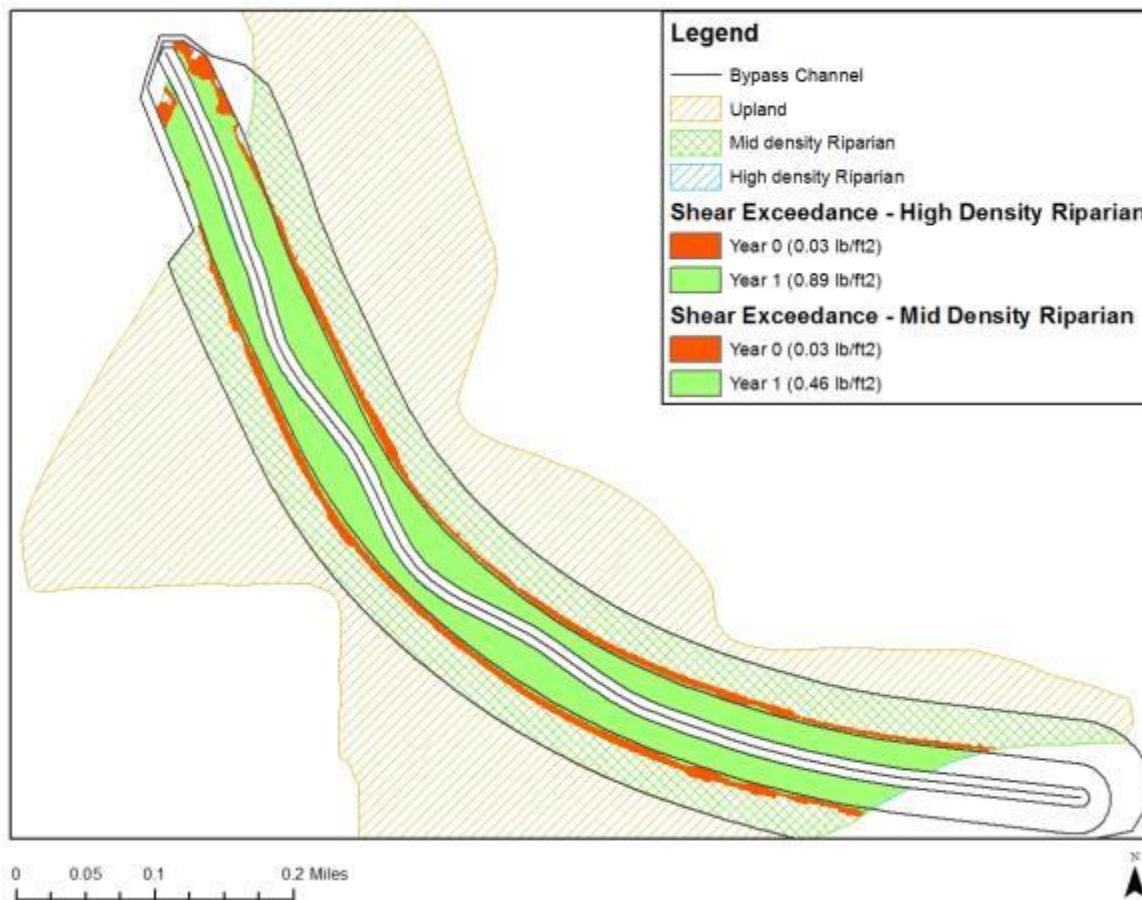 Legend
Bypass Channel
Upland
Mid density Riparian
High density Riparian
Shear Exceedance - High Density Riparian
Year 0 (0.03 lb/ft2)
Year 1 (0.89 lb/ft2)
Shear Exceedance - Mid Density Riparian
Year 0 (0.03 lb/ft2)
Year 1 (0.46 lb/ft2)
0 0.05 0.1 0.2 Miles
N